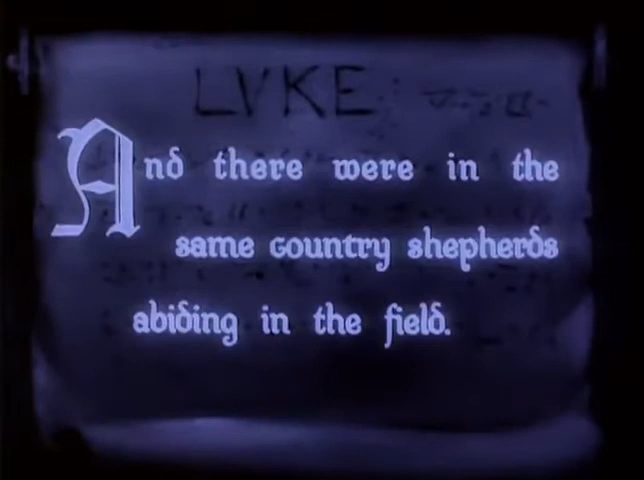 LVKE
And there were in the
same country shepherds
abiding in the field.